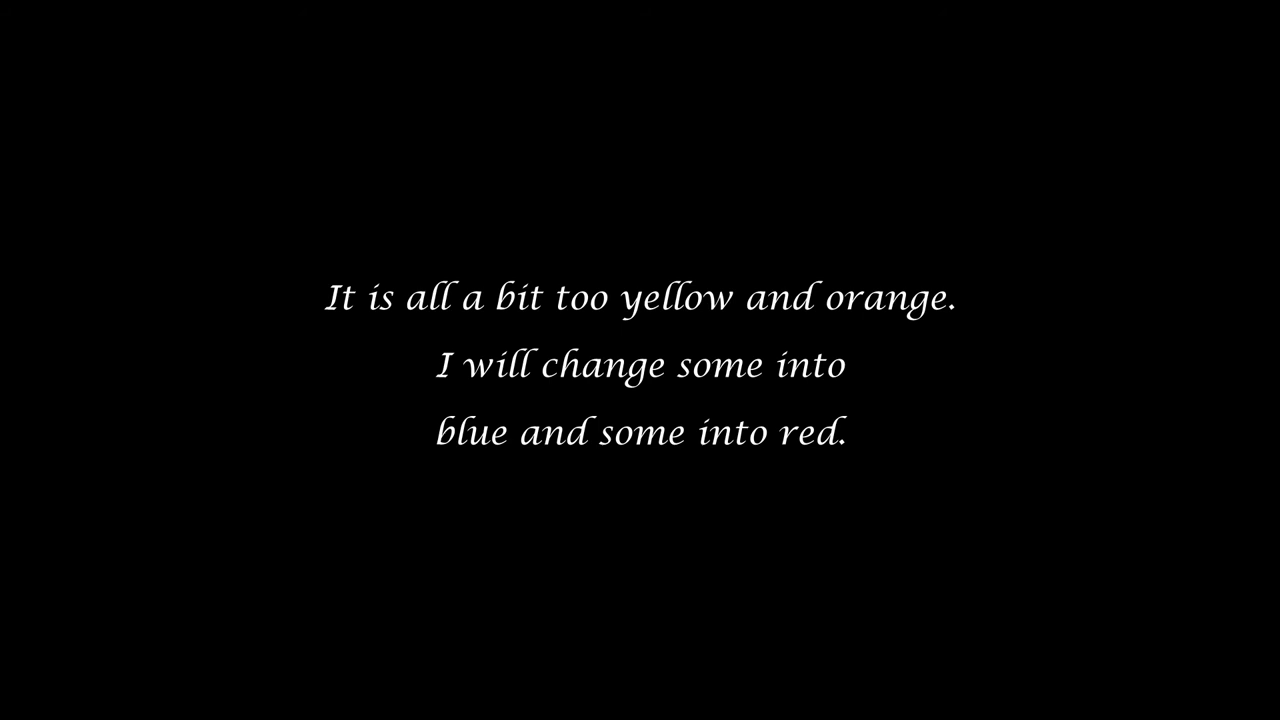 It is all a bit too yellow and orange.
I will change some into
blue and some into red.